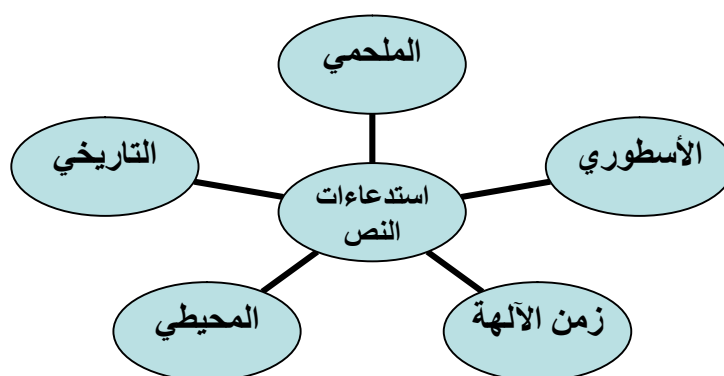 الملحمي
الأسطوري
التاريخي
استدعاءات
النص
زمن الآلهة
المحيطي